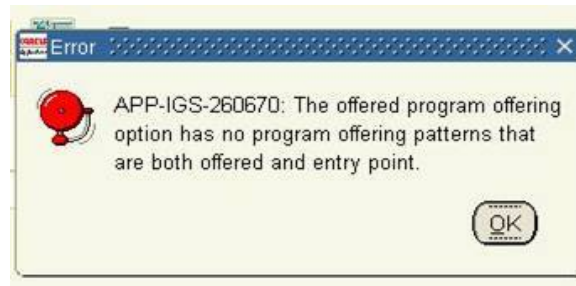 ORACLE
Error
APP-IGS-260670: The offered program offering
option has no program offering patterns that
are both offered and entry point.
OK